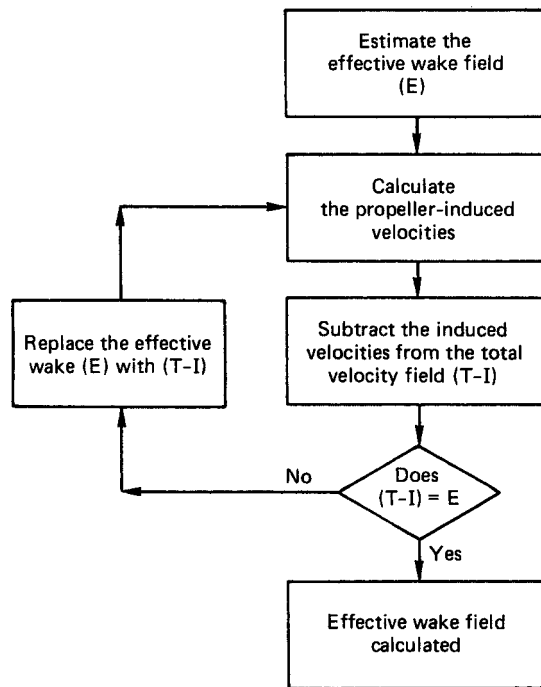 Estimate the
effective wake field
(E)
Calculate
the propeller-induced
velocities
Replace the effective
wake (E) with (T-I)
Subtract the induced
velocities from the total
velocity field (T-I)
No
Does
(T-I) = E
Yes
Effective wake field
calculated